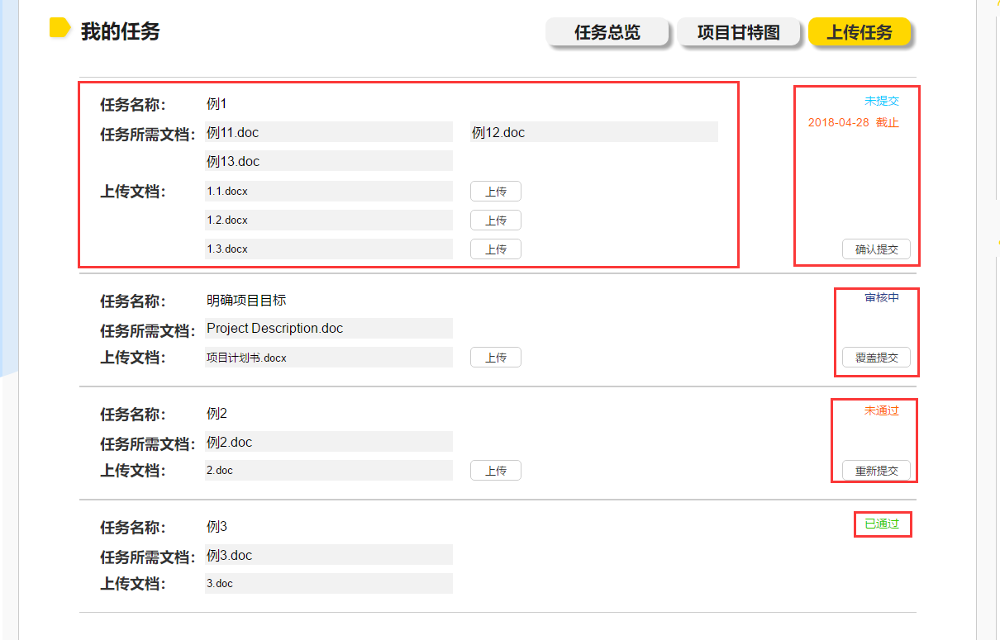 我的任务
任务总览 项目甘特图 上传任务
任务名称： 例1 未提交
2018-04-28 截止
任务所需文档： 例11.doc 例12.doc
例13.doc
上传文档： 1.1.docx 上传
1.2.docx 上传
1.3.docx 上传 确认提交
任务名称： 明确项目目标 审核中
任务所需文档： Project Description.doc
上传文档： 项目计划书.docx 上传 覆盖提交
任务名称： 例2 未通过
任务所需文档： 例2.doc
上传文档： 2.doc 上传 重新提交
任务名称： 例3 已通过
任务所需文档： 例3.doc
上传文档： 3.doc